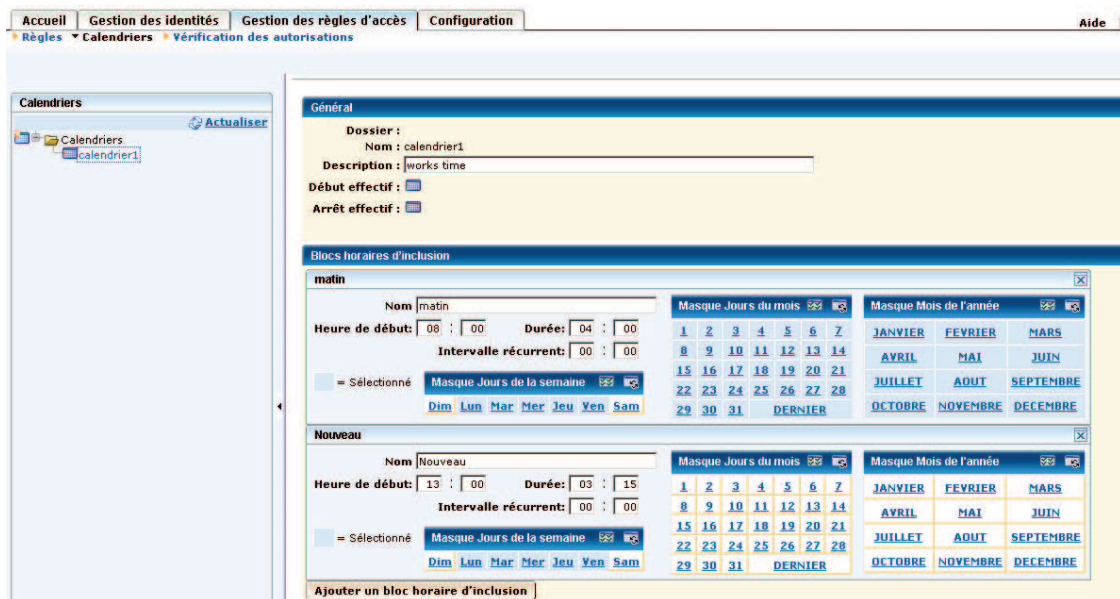 Accueil Gestion des identités Gestion des règles d'accès Configuration Aide
Règles Calendriers Vérification des autorisations
Calendriers
Actualiser
Calendriers
calendrier1
Général
Dossier :
Nom : calendrier1
Description : works time
Début effectif :
Arrêt effectif :
Blocs horaires d'inclusion
matin
Nom matin
Heure de début: 08 : 00 Durée: 04 : 00
Intervalle récurrent: 00 : 00
= Sélectionné Masque Jours de la semaine
Dim Lun Mar Mer Jeu Ven Sam
Masque Jours du mois
1 2 3 4 5 6 7
8 9 10 11 12 13 14
15 16 17 18 19 20 21
22 23 24 25 26 27 28
29 30 31 DERNIER
Masque Mois de l'année
JANVIER FEVRIER MARS
AVRIL MAI JUIN
JUILLET AOUT SEPTEMBRE
OCTOBRE NOVEMBRE DECEMBRE
Nouveau
Nom Nouveau
Heure de début: 13 : 00 Durée: 03 : 15
Intervalle récurrent: 00 : 00
= Sélectionné Masque Jours de la semaine
Dim Lun Mar Mer Jeu Ven Sam
Masque Jours du mois
1 2 3 4 5 6 7
8 9 10 11 12 13 14
15 16 17 18 19 20 21
22 23 24 25 26 27 28
29 30 31 DERNIER
Masque Mois de l'année
JANVIER FEVRIER MARS
AVRIL MAI JUIN
JUILLET AOUT SEPTEMBRE
OCTOBRE NOVEMBRE DECEMBRE
Ajouter un bloc horaire d'inclusion